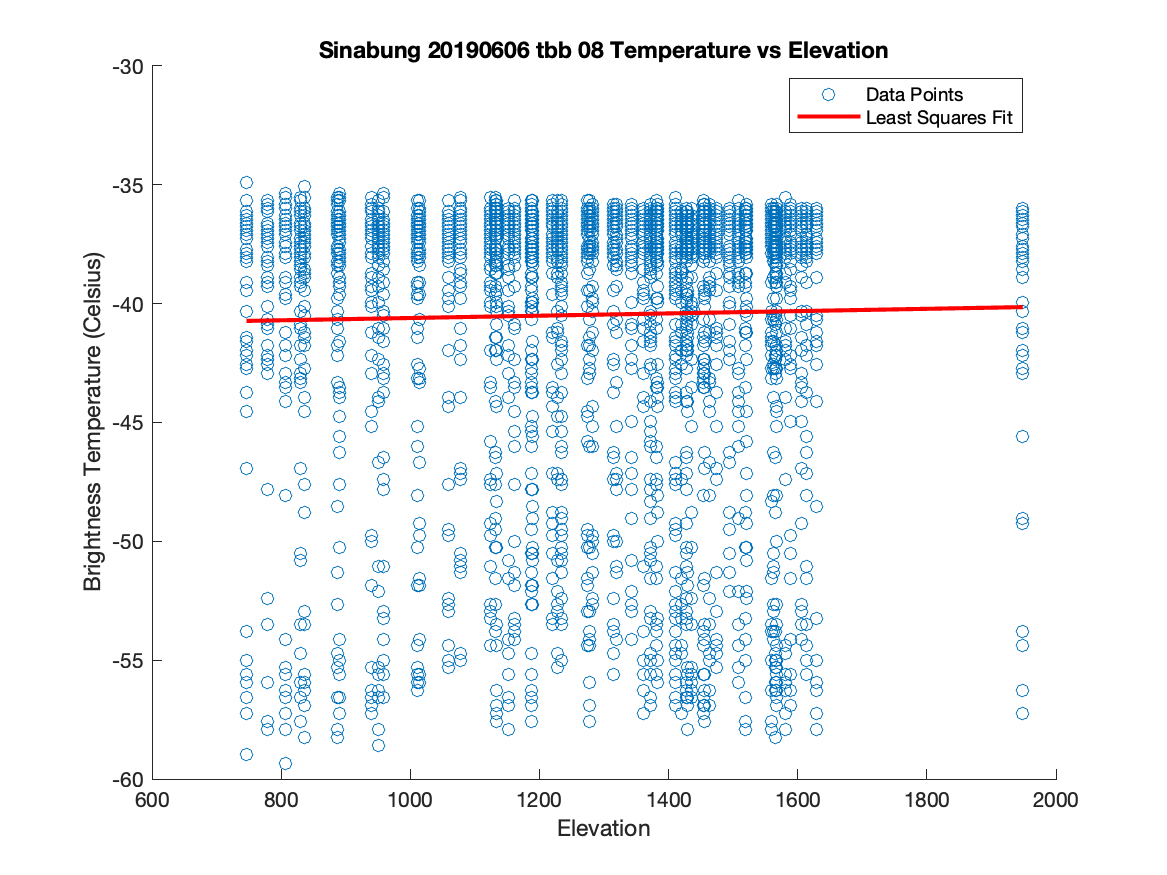 Sinabung 20190606 tbb 08 Temperature vs Elevation
Data Points
Least Squares Fit
Brightness Temperature (Celsius)
-30
-35
-40
-45
-50
-55
-60
600 800 1000 1200 1400 1600 1800 2000
Elevation